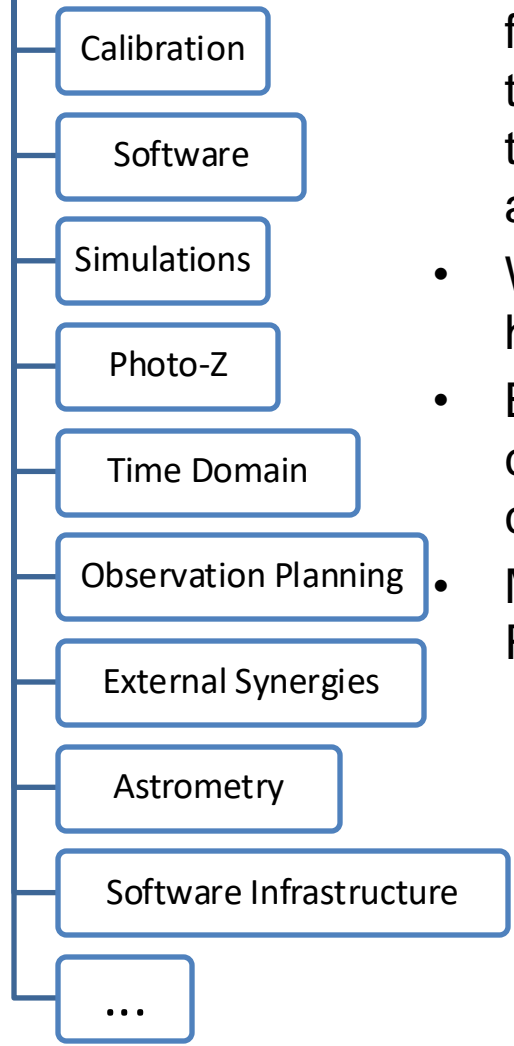 Calibration
Software
Simulations
Photo-Z
Time Domain
Observation Planning
External Synergies
Astrometry
Software Infrastructure
...